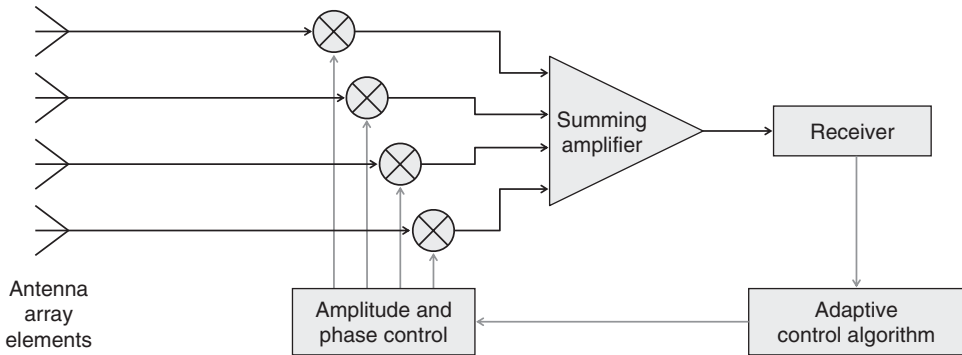 Summing
amplifier
Receiver
Antenna
array
elements
Amplitude and
phase control
Adaptive
control algorithm